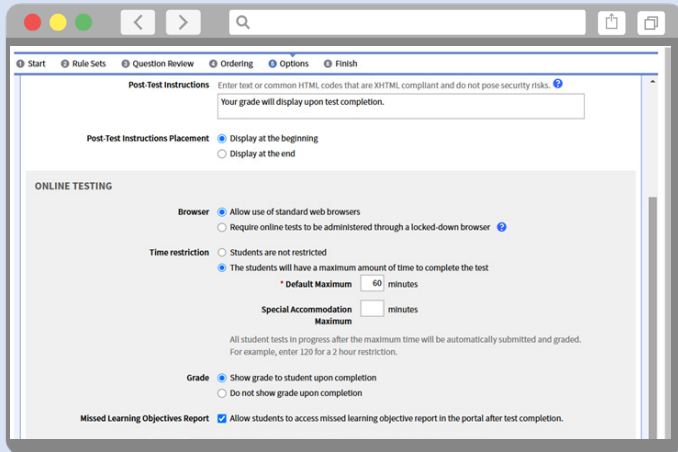 1 Start 2 Rule Sets 3 Question Review 4 Ordering 5 Options 6 Finish
Post-Test Instructions Enter text or common HTML codes that are XHTML compliant and do not pose security risks. ?
Your grade will display upon test completion.
Post-Test Instructions Placement Display at the beginning
Display at the end
ONLINE TESTING
Browser Allow use of standard web browsers
Require online tests to be administered through a locked-down browser ?
Time restriction Students are not restricted
The students will have a maximum amount of time to complete the test
* Default Maximum 60 minutes
Special Accommodation minutes
Maximum
All student tests in progress after the maximum time will be automatically submitted and graded.
For example, enter 120 for a 2 hour restriction.
Grade Show grade to student upon completion
Do not show grade upon completion
Missed Learning Objectives Report Allow students to access missed learning objective report in the portal after test completion.